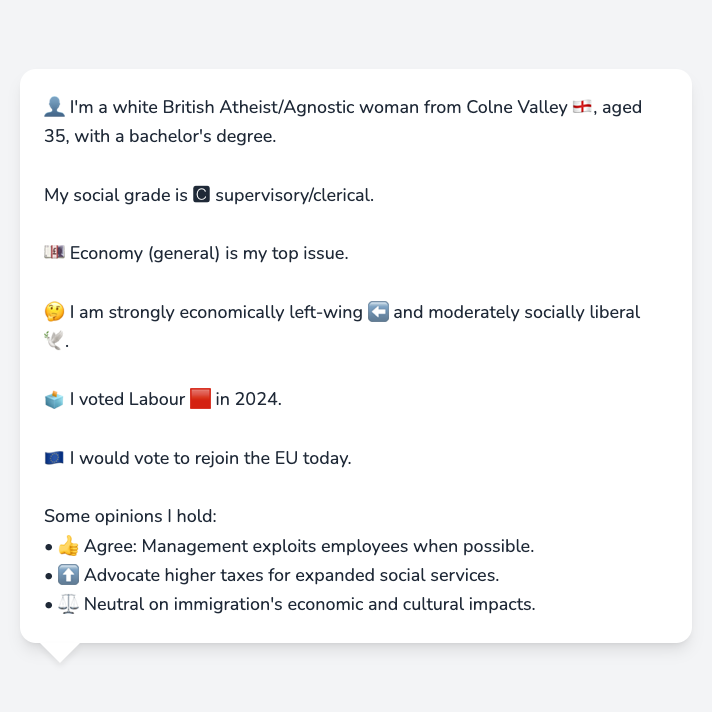 👤 I'm a white British Atheist/Agnostic woman from Colne Valley 🏴󠁧󠁢󠁥󠁮󠁧󠁿, aged
35, with a bachelor's degree.
My social grade is 🅲 supervisory/clerical.
💷 Economy (general) is my top issue.
🤔 I am strongly economically left-wing ⬅️ and moderately socially liberal
🕊️.
🗳️ I voted Labour 🟥 in 2024.
🇪🇺 I would vote to rejoin the EU today.
Some opinions I hold:
• 👍 Agree: Management exploits employees when possible.
• ⬆️ Advocate higher taxes for expanded social services.
• ⚖️ Neutral on immigration's economic and cultural impacts.